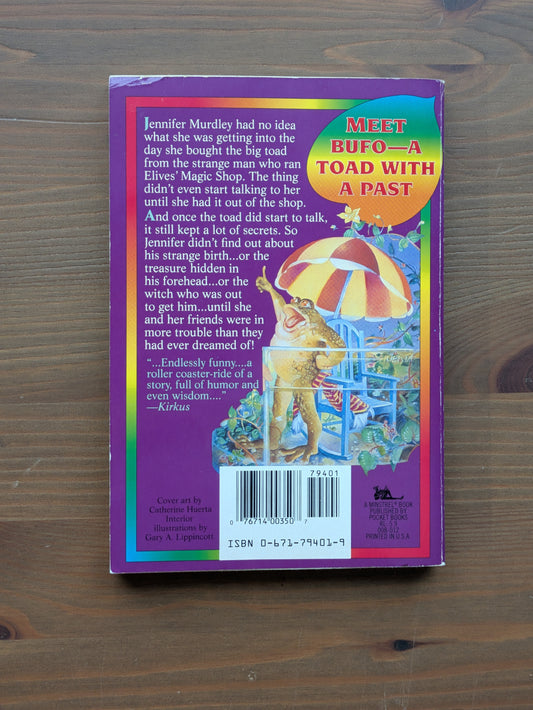 MEET
BUFO—A
TOAD WITH
A PAST
Jennifer Murdley had no idea
what she was getting into the
day she bought the big toad
from the strange man who ran
Elives' Magic Shop. The thing
didn't even start talking to her
until she had it out of the shop.
And once the toad did start to talk,
it still kept a lot of secrets. So
Jennifer didn't find out about
his strange birth...or the
treasure hidden in
his forehead...or the
witch who was out
to get him...until she
and her friends were in
more trouble than they
had ever dreamed of!
"...Endlessly funny....a
roller coaster-ride of a
story, full of humor and
even wisdom...."
—Kirkus
Cover art by
Catherine Huerta
Interior
illustrations by
Gary A. Lippincott
79401
0 76714 00350 7
ISBN 0-671-79401-9
A MINSTREL® BOOK
PUBLISHED BY
POCKET BOOKS
008-012
PRINTED IN U.S.A.